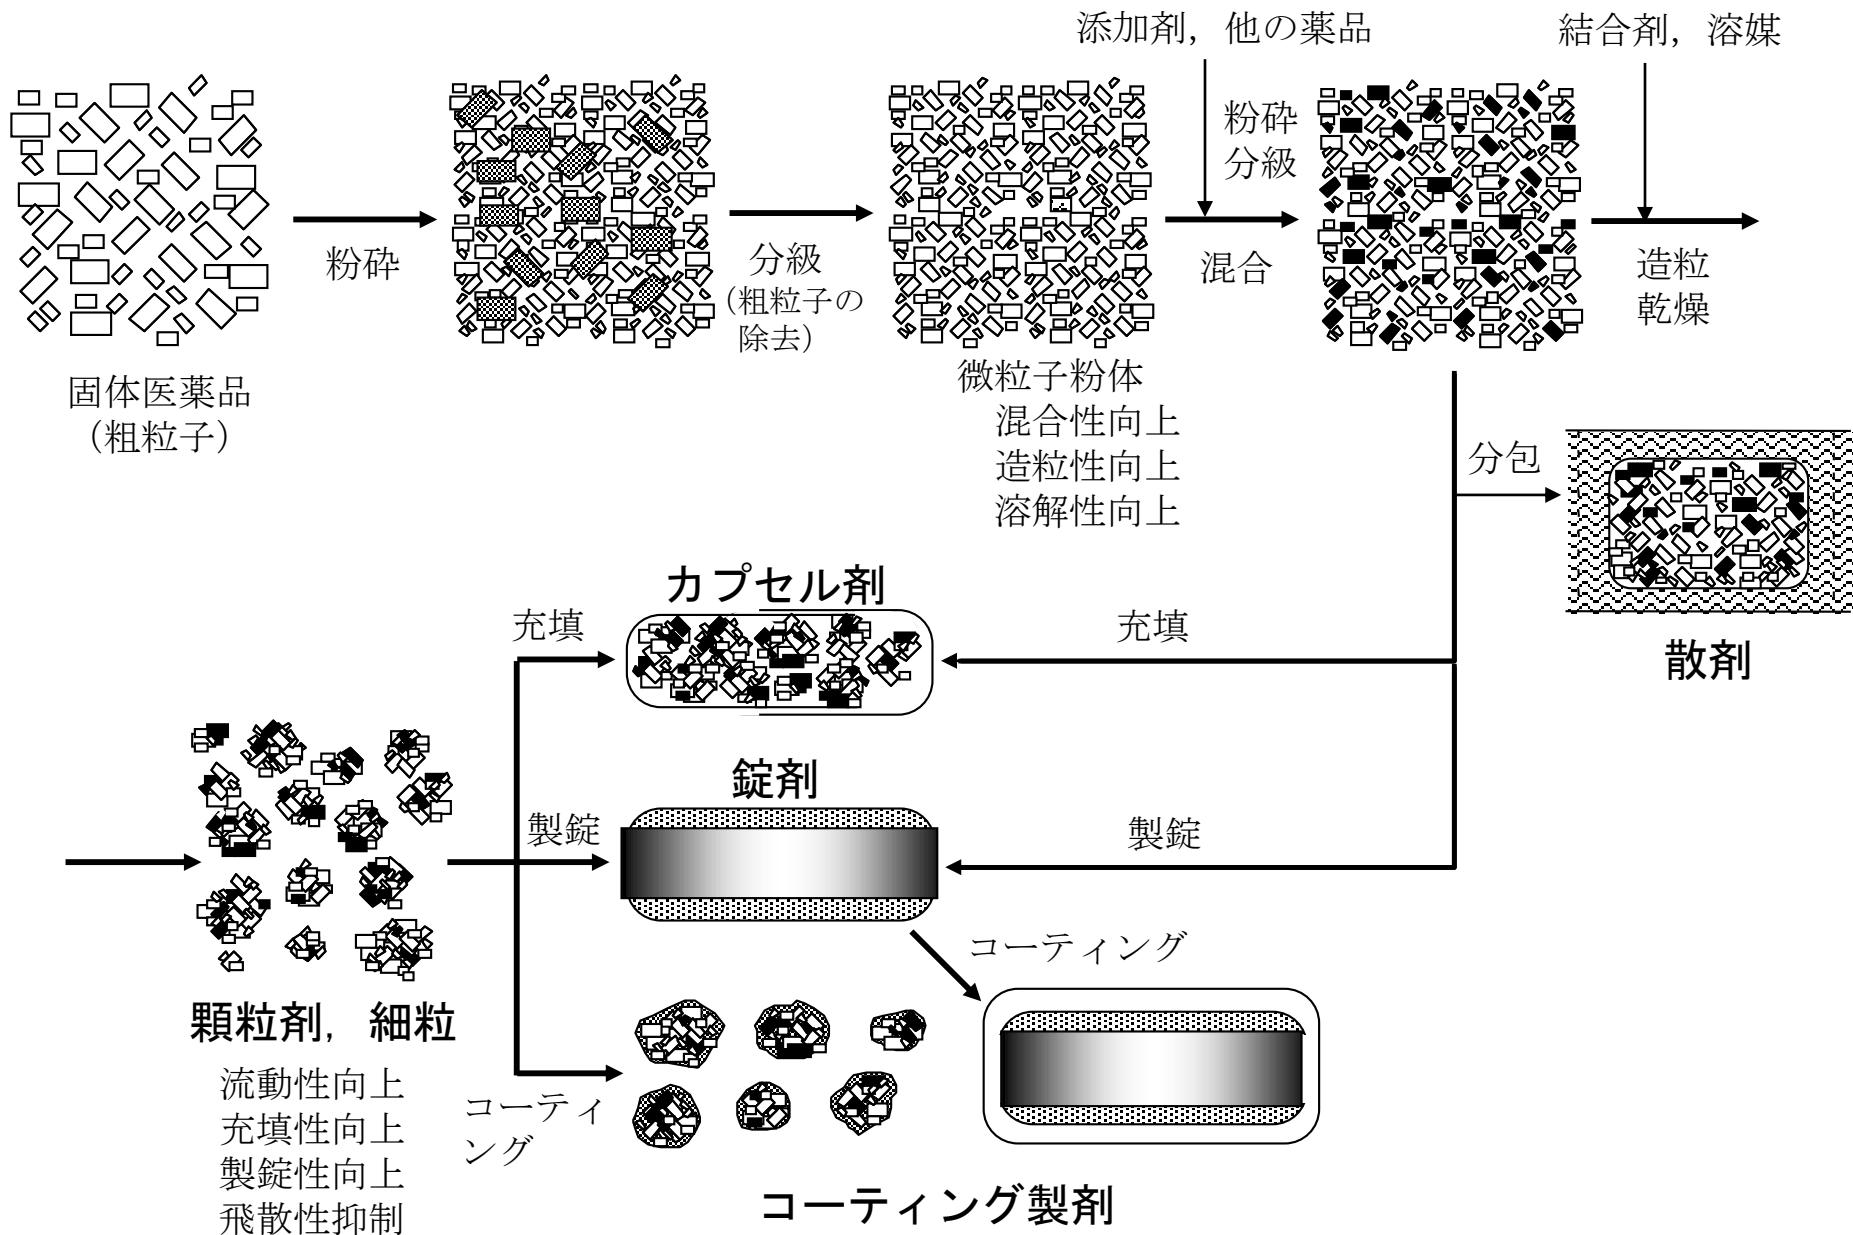 添加剤，他の薬品
結合剤，溶媒
粉砕
分級
粉砕
分級
（粗粒子の
除去）
混合
造粒
乾燥
固体医薬品
（粗粒子）
微粒子粉体
混合性向上
造粒性向上
溶解性向上
分包
散剤
カプセル剤
充填
充填
錠剤
製錠
製錠
コーティング
顆粒剤，細粒
流動性向上
充填性向上
製錠性向上
飛散性抑制
コーティ
ング
コーティング製剤